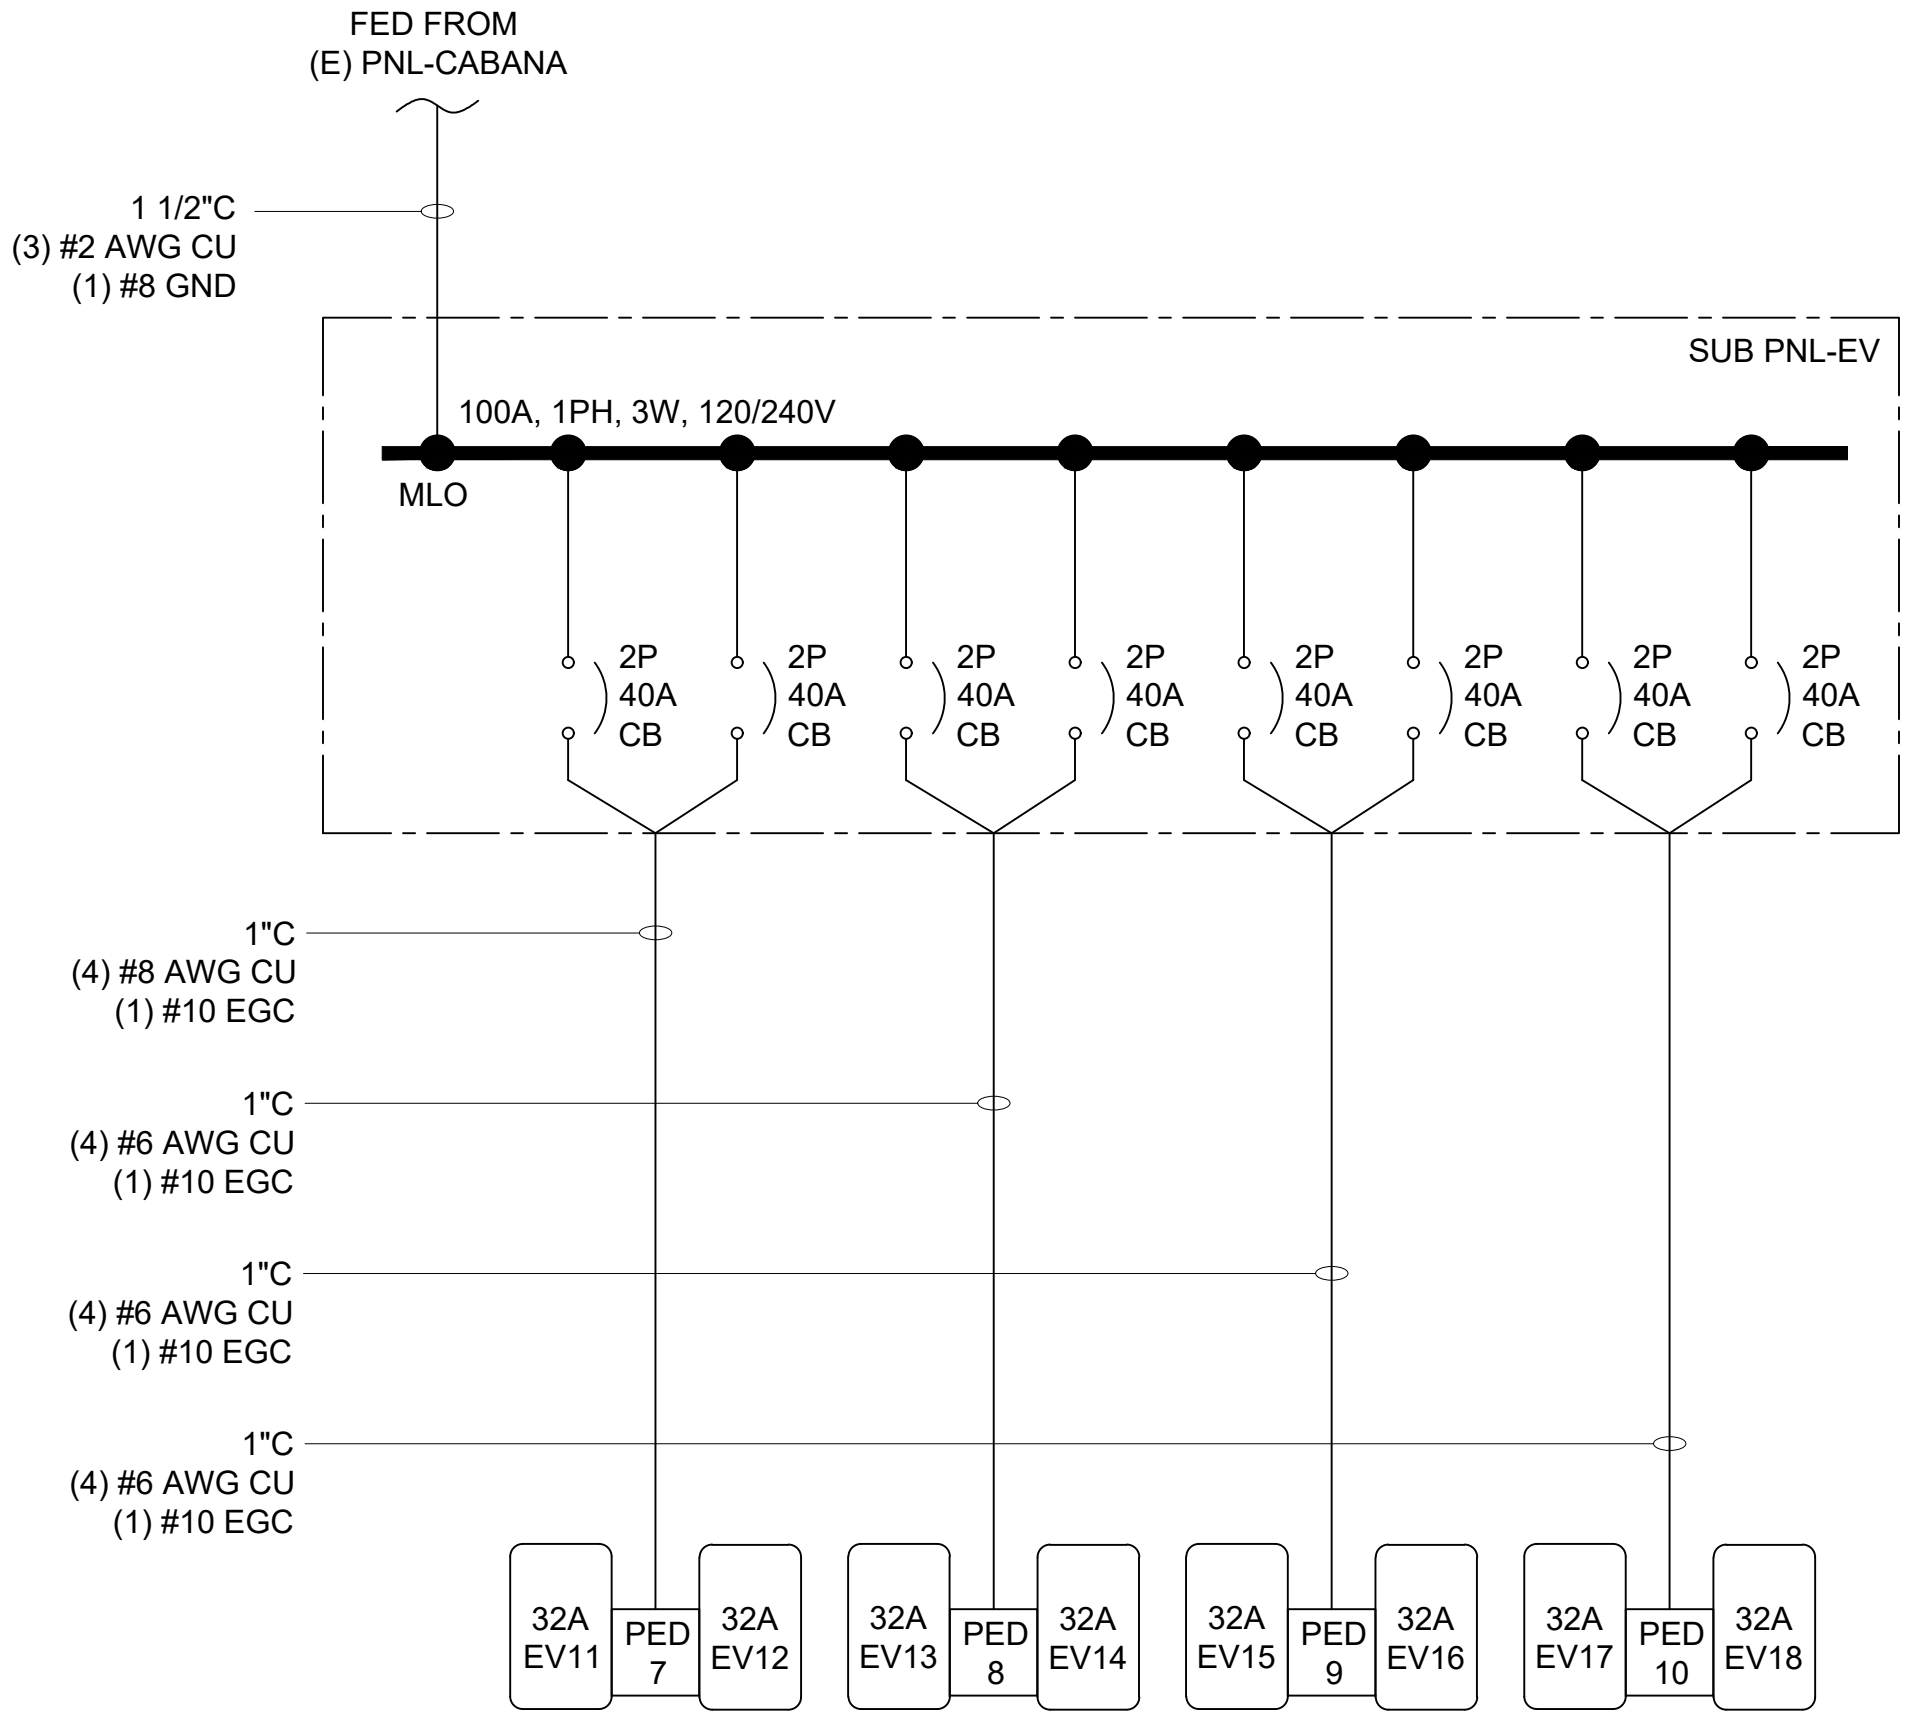 FED FROM
(E) PNL-CABANA
1 1/2"C
(3) #2 AWG CU
(1) #8 GND
SUB PNL-EV
100A, 1PH, 3W, 120/240V
MLO
2P
40A
CB
2P
40A
CB
2P
40A
CB
2P
40A
CB
2P
40A
CB
2P
40A
CB
2P
40A
CB
2P
40A
CB
1"C
(4) #8 AWG CU
(1) #10 EGC
1"C
(4) #6 AWG CU
(1) #10 EGC
1"C
(4) #6 AWG CU
(1) #10 EGC
1"C
(4) #6 AWG CU
(1) #10 EGC
32A
EV11
PED
7
32A
EV12
32A
EV13
PED
8
32A
EV14
32A
EV15
PED
9
32A
EV16
32A
EV17
PED
10
32A
EV18